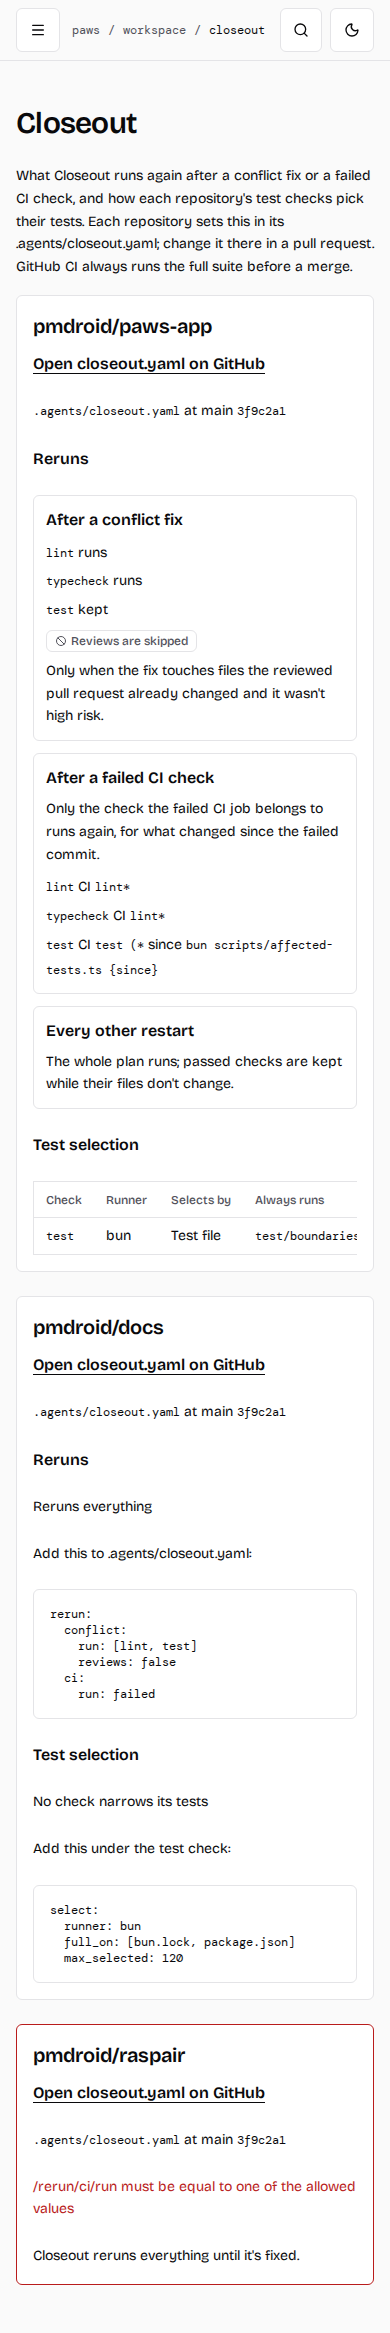 paws / workspace / closeout
Closeout
What Closeout runs again after a conflict fix or a failed
CI check, and how each repository's test checks pick
their tests. Each repository sets this in its
.agents/closeout.yaml; change it there in a pull request.
GitHub CI always runs the full suite before a merge.
pmdroid/paws-app
Open closeout.yaml on GitHub
.agents/closeout.yaml at main 3f9c2a1
Reruns
After a conflict fix
lint runs
typecheck runs
test kept
Reviews are skipped
Only when the fix touches files the reviewed
pull request already changed and it wasn't
high risk.
After a failed CI check
Only the check the failed CI job belongs to
runs again, for what changed since the failed
commit.
lint CI lint*
typecheck CI lint*
test CI test (* since bun scripts/affected-
tests.ts {since}
Every other restart
The whole plan runs; passed checks are kept
while their files don't change.
Test selection
Check Runner Selects by Always runs
test bun Test file test/boundaries
pmdroid/docs
Open closeout.yaml on GitHub
.agents/closeout.yaml at main 3f9c2a1
Reruns
Reruns everything
Add this to .agents/closeout.yaml:
rerun:
  conflict:
    run: [lint, test]
    reviews: false
  ci:
    run: failed
Test selection
No check narrows its tests
Add this under the test check:
select:
  runner: bun
  full_on: [bun.lock, package.json]
  max_selected: 120
pmdroid/raspair
Open closeout.yaml on GitHub
.agents/closeout.yaml at main 3f9c2a1
/rerun/ci/run must be equal to one of the allowed
values
Closeout reruns everything until it's fixed.